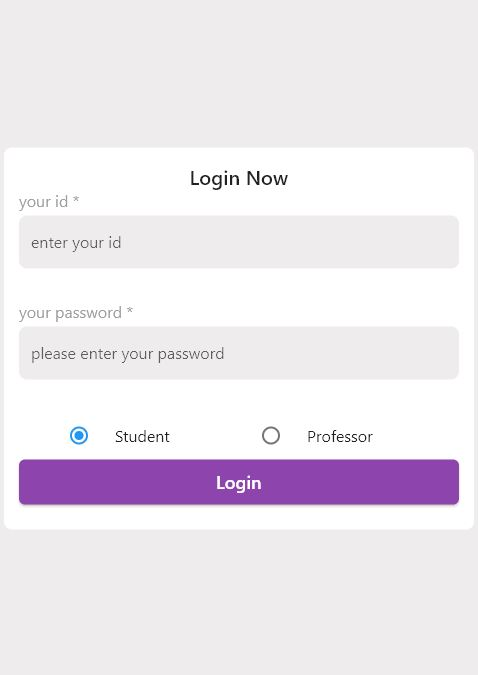 Login Now
your id *
enter your id
your password *
please enter your password
Student Professor
Login